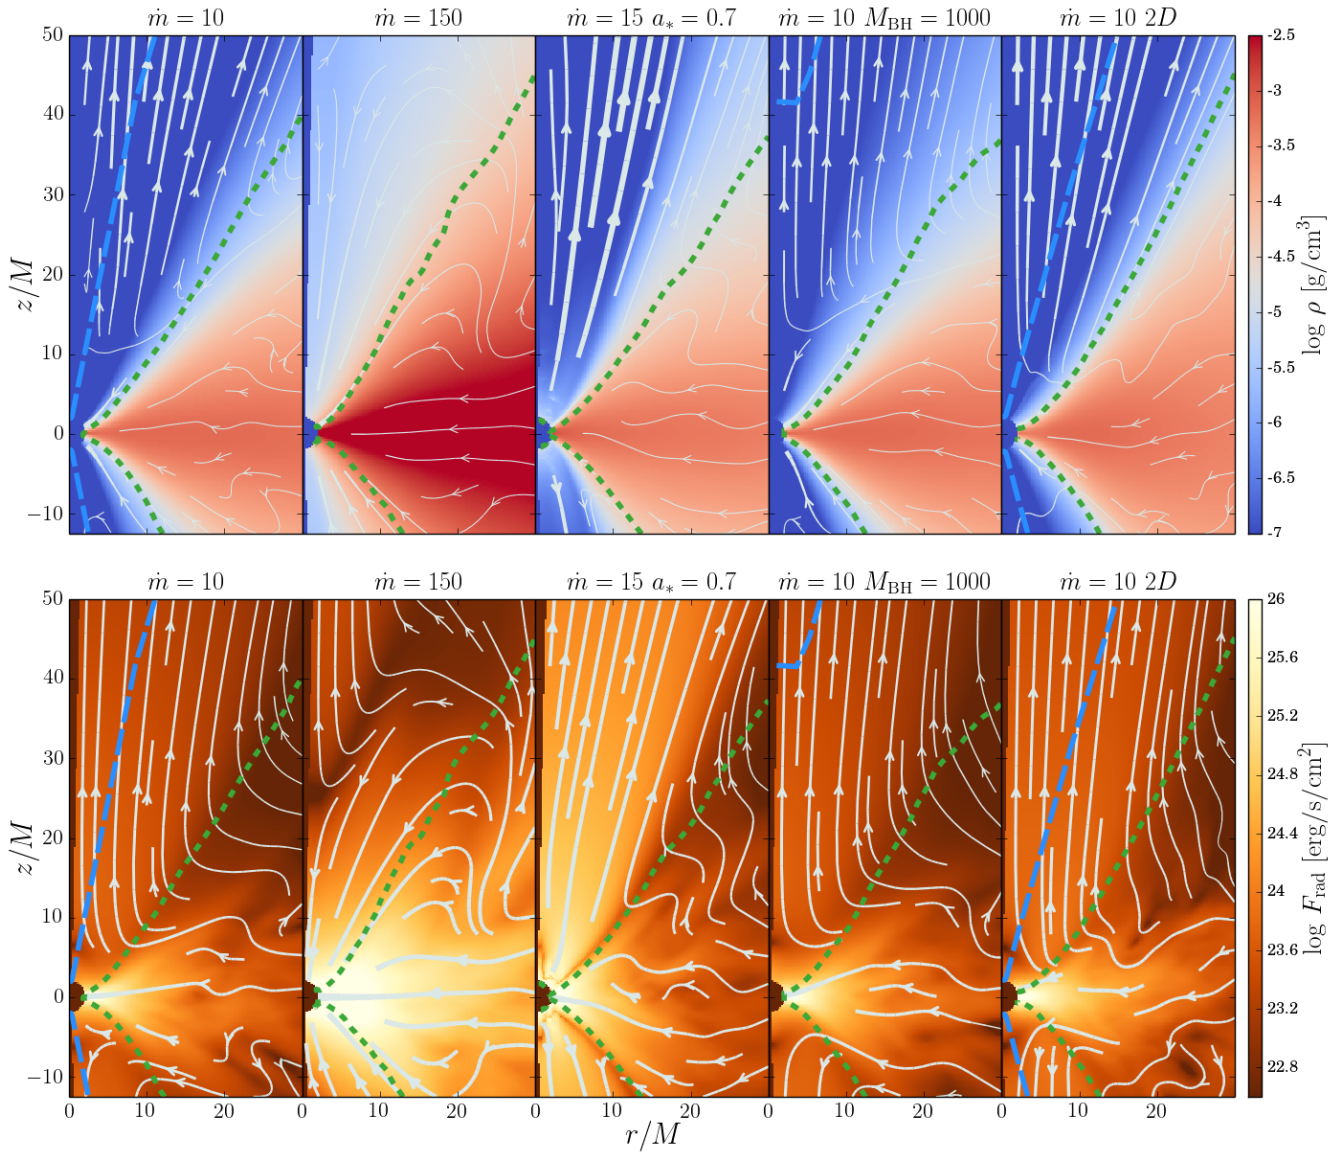 ṁ = 10
ṁ = 150
ṁ = 15 a* = 0.7
ṁ = 10 M_BH = 1000
ṁ = 10 2D
50
40
30
20
10
0
−10
z/M
-2.5
-3
-3.5
-4
-4.5
-5
-5.5
-6
-6.5
-7
log ρ [g/cm³]
ṁ = 10
ṁ = 150
ṁ = 15 a* = 0.7
ṁ = 10 M_BH = 1000
ṁ = 10 2D
50
40
30
20
10
0
−10
z/M
26
25.6
25.2
24.8
24.4
24
23.6
23.2
22.8
log F_rad [erg/s/cm²]
0 10 20 0 10 20 0 10 20 0 10 20 0 10 20
r/M